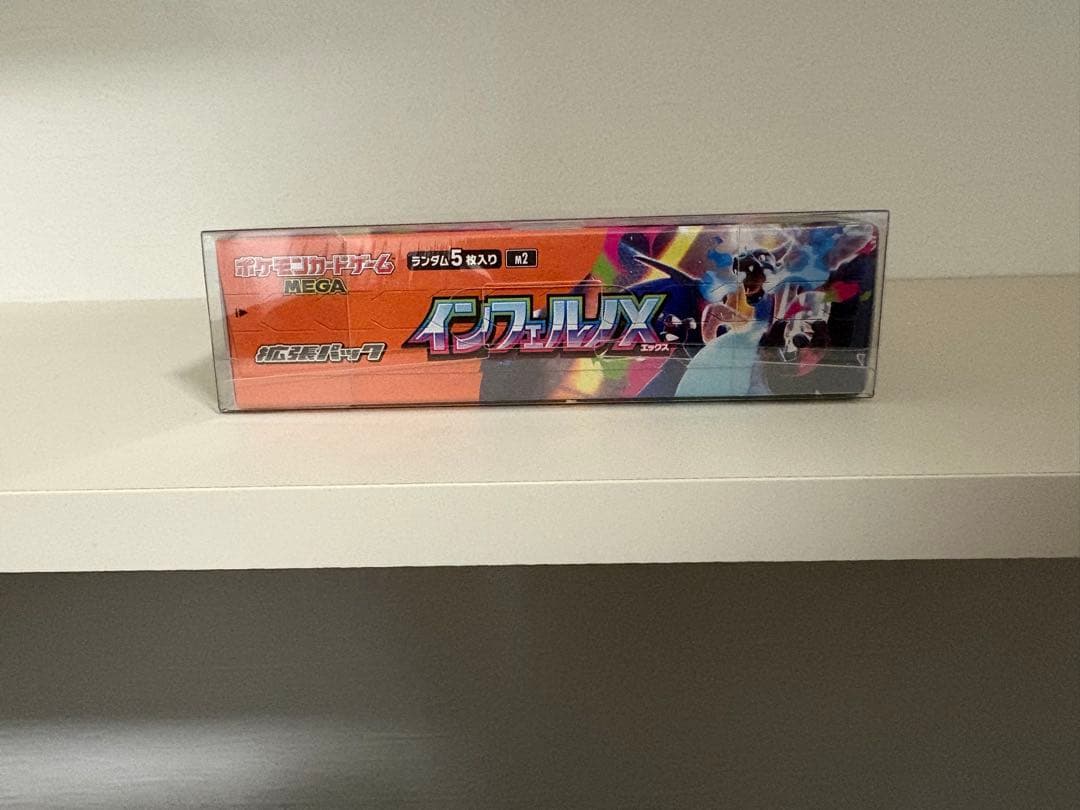 ポケモンカードゲーム
MEGA
ランダム5枚入り M2
拡張パック
インフェルノX
エックス